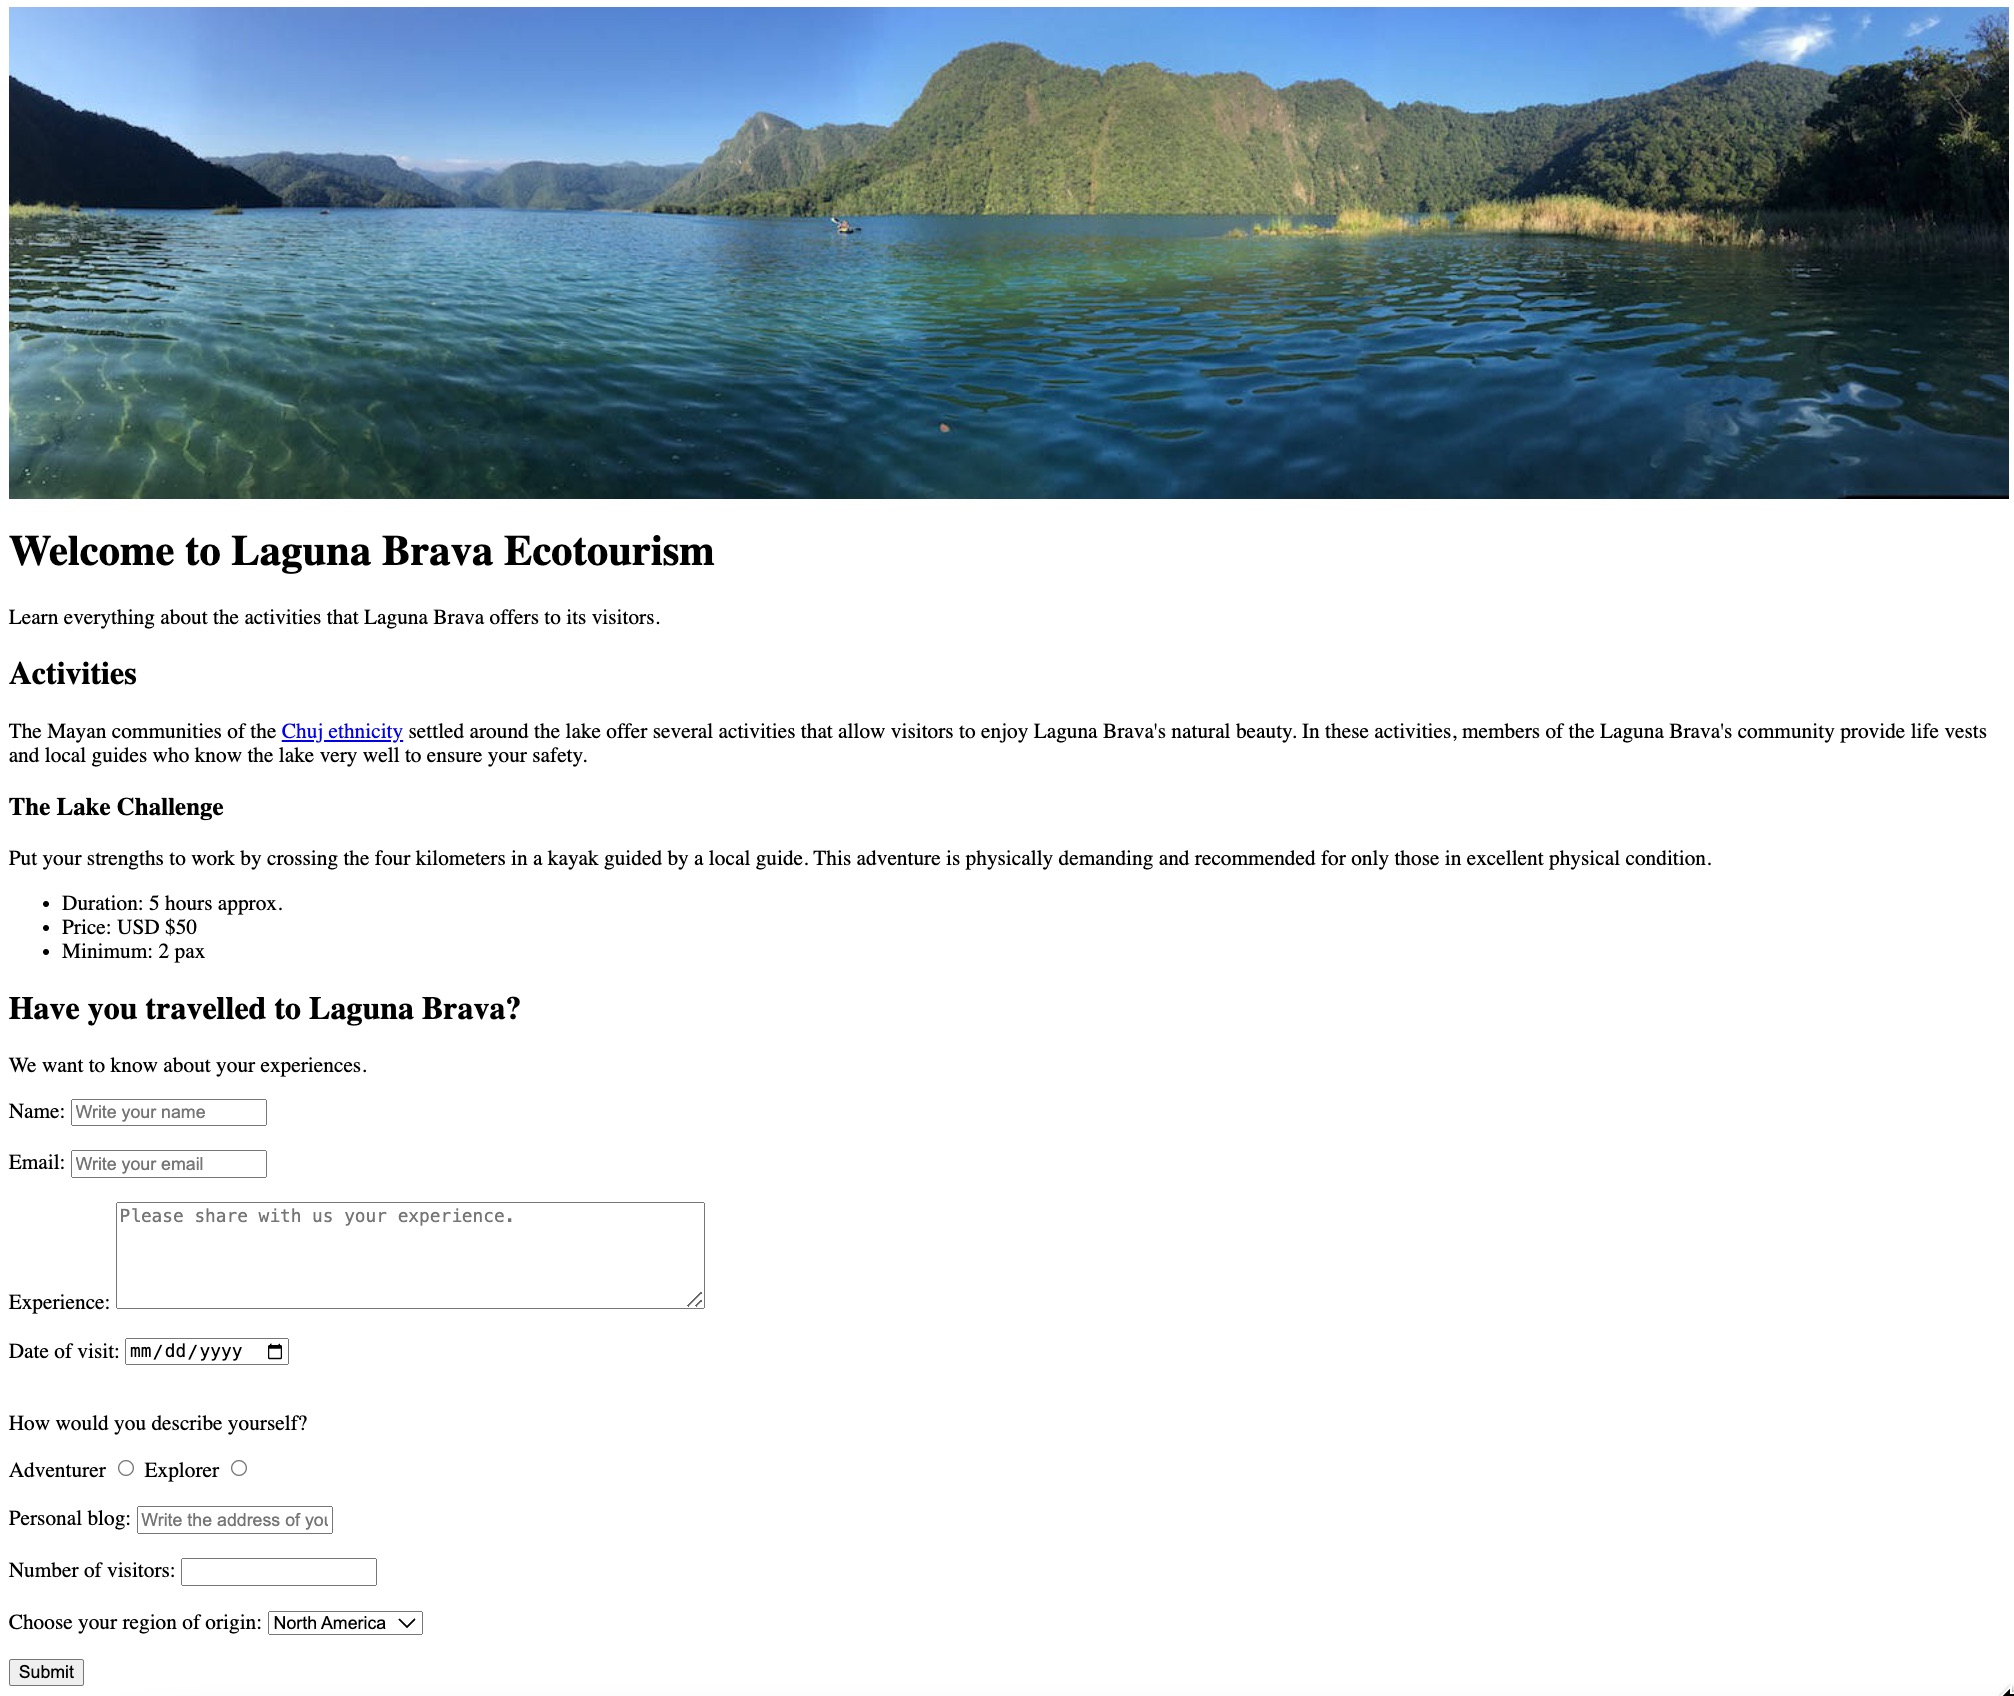 Welcome to Laguna Brava Ecotourism
Learn everything about the activities that Laguna Brava offers to its visitors.
Activities
The Mayan communities of the Chuj ethnicity settled around the lake offer several activities that allow visitors to enjoy Laguna Brava's natural beauty. In these activities, members of the Laguna Brava's community provide life vests
and local guides who know the lake very well to ensure your safety.
The Lake Challenge
Put your strengths to work by crossing the four kilometers in a kayak guided by a local guide. This adventure is physically demanding and recommended for only those in excellent physical condition.
• Duration: 5 hours approx.
• Price: USD $50
• Minimum: 2 pax
Have you travelled to Laguna Brava?
We want to know about your experiences.
Name: Write your name
Email: Write your email
Please share with us your experience.
Experience:
Date of visit: mm/dd/yyyy
How would you describe yourself?
Adventurer Explorer
Personal blog: Write the address of you
Number of visitors:
Choose your region of origin: North America
Submit